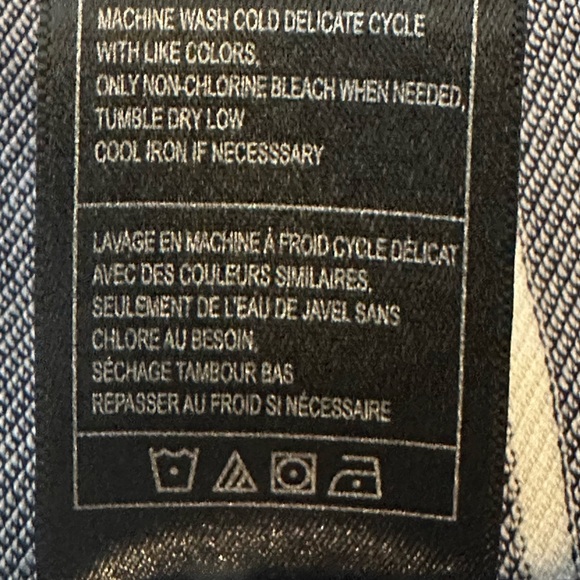 MACHINE WASH COLD DELICATE CYCLE
WITH LIKE COLORS,
ONLY NON-CHLORINE BLEACH WHEN NEEDED,
TUMBLE DRY LOW
COOL IRON IF NECESSSARY
LAVAGE EN MACHINE À FROID CYCLE DÉLICAT
AVEC DES COULEURS SIMILAIRES,
SEULEMENT DE L'EAU DE JAVEL SANS
CHLORE AU BESOIN,
SÉCHAGE TAMBOUR BAS
REPASSER AU FROID SI NÉCESSAIRE